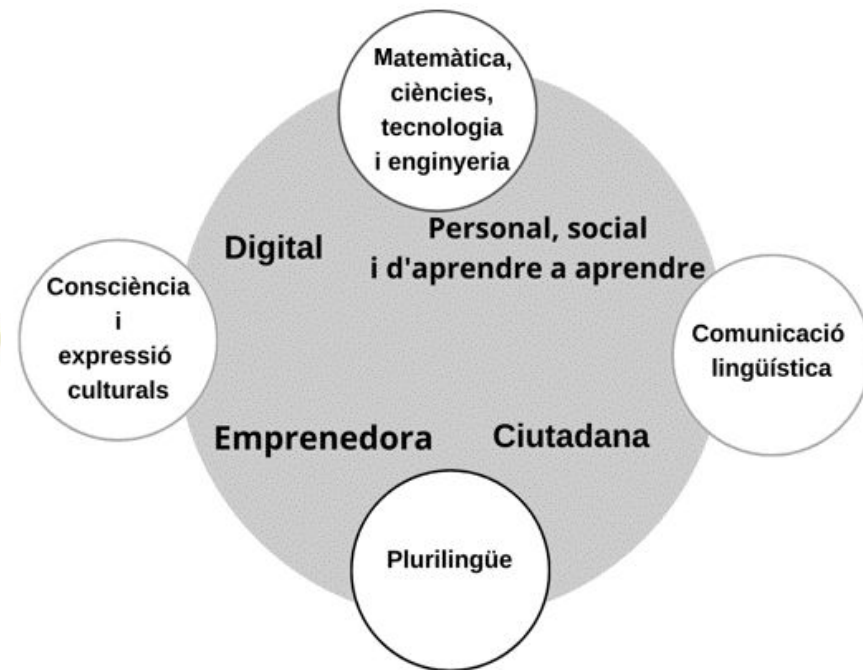 Matemàtica,
ciències,
tecnologia
i enginyeria
Digital
Personal, social
i d'aprendre a aprendre
Consciència
i
expressió
culturals
Comunicació
lingüística
Emprenedora
Ciutadana
Plurilingüe